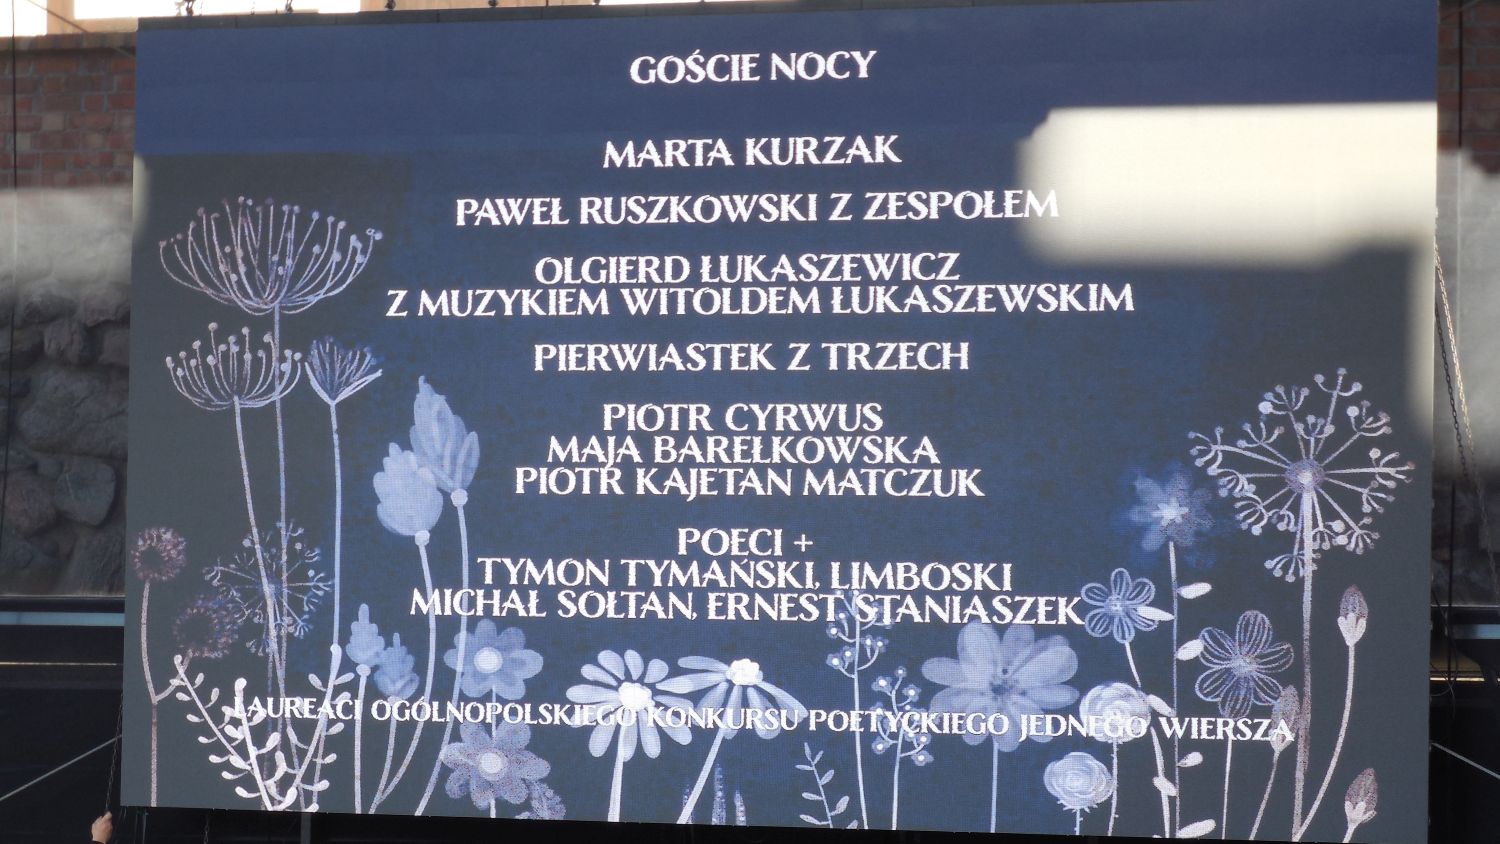 GOŚCIE NOCY
MARTA KURZAK
PAWEŁ RUSZKOWSKI Z ZESPOŁEM
OLGIERD ŁUKASZEWICZ
Z MUZYKIEM WITOLDEM ŁUKASZEWSKIM
PIERWIASTEK Z TRZECH
PIOTR CYRWUS
MAJA BAREŁKOWSKA
PIOTR KAJETAN MATCZUK
POECI +
TYMON TYMAŃSKI, LIMBOSKI
MICHAŁ SOŁTAN, ERNEST STANIASZEK
LAUREACI OGÓLNOPOLSKIEGO KONKURSU POETYCKIEGO JEDNEGO WIERSZA